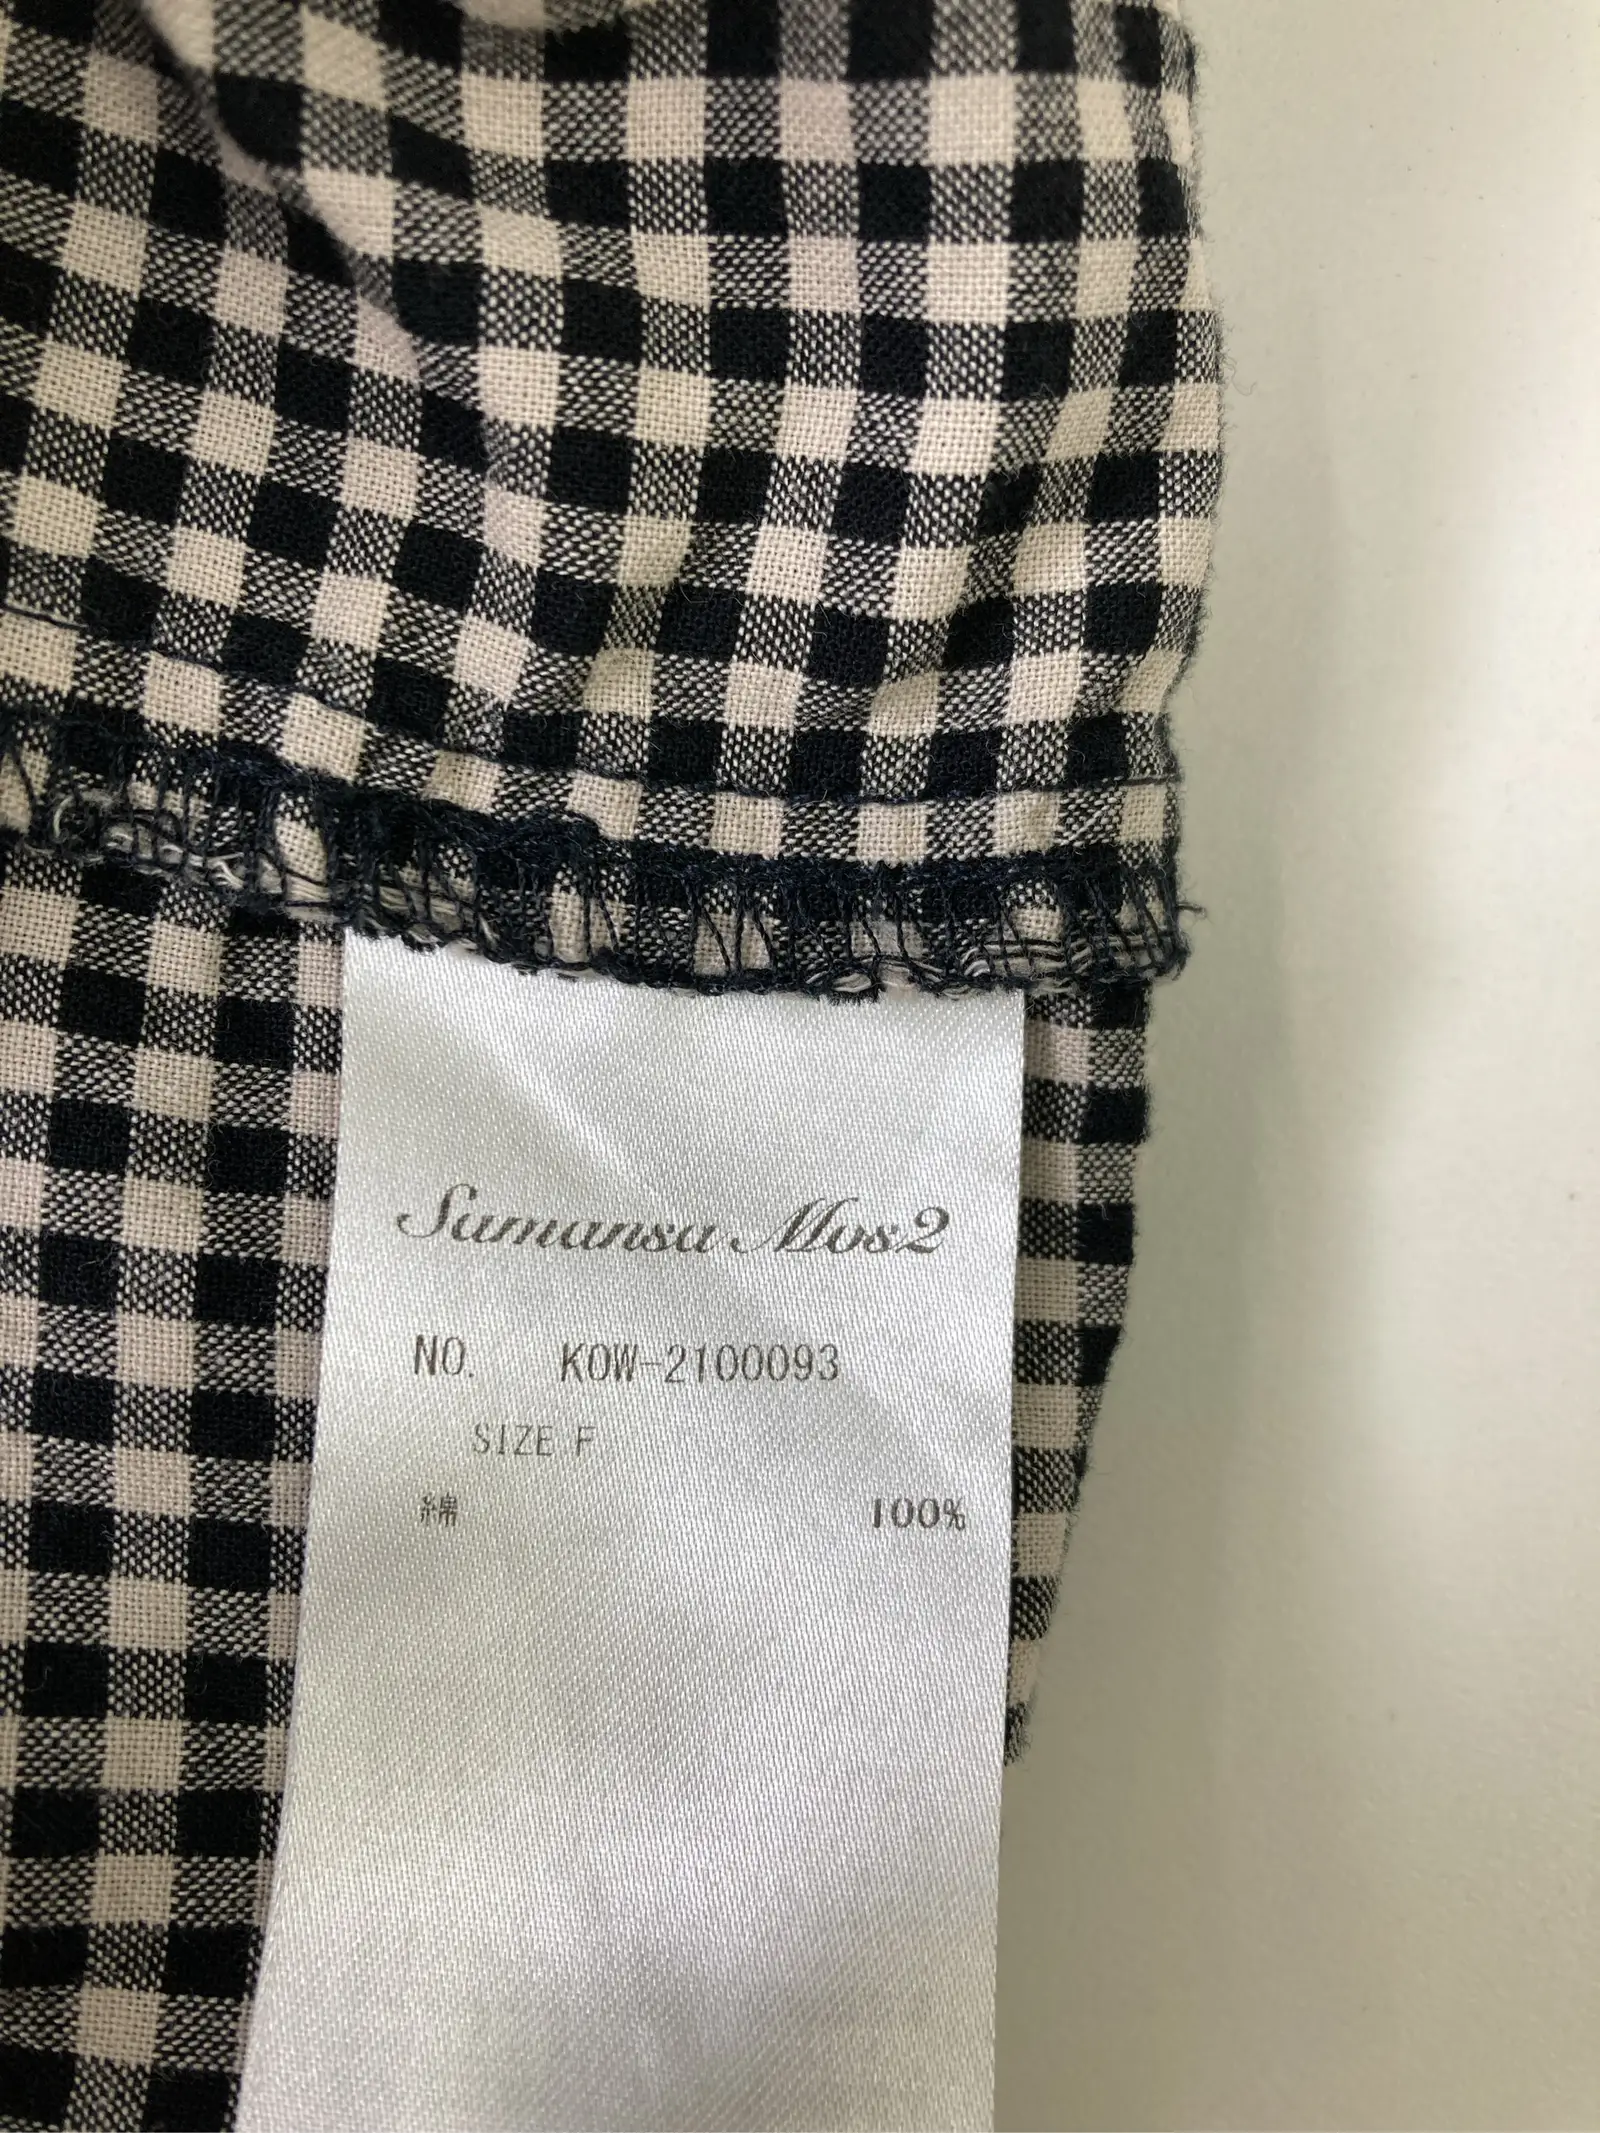 Samansa Mos2
NO. KOW-2100093
SIZE F
綿 100%